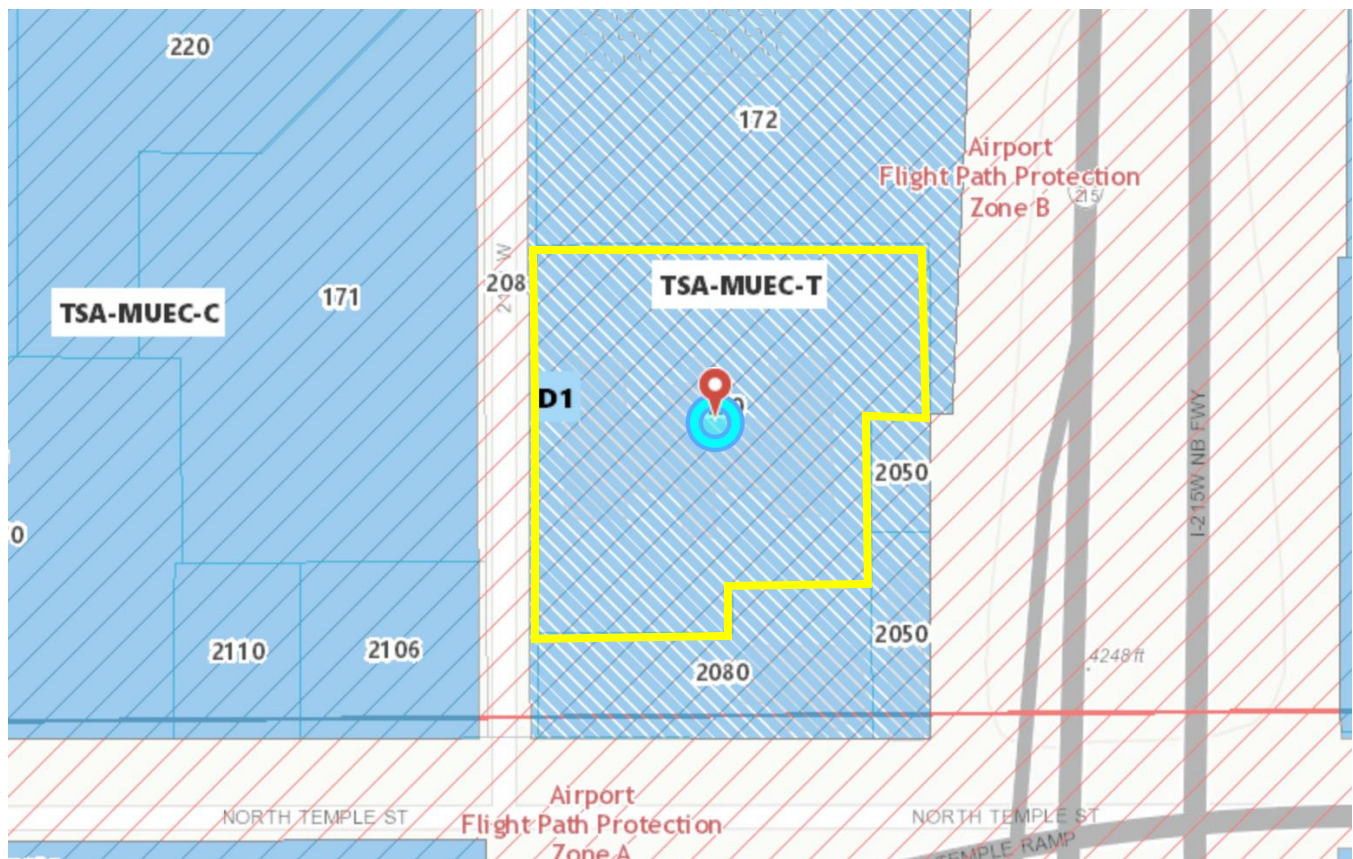 220
172
Airport
Flight Path Protection
Zone B
215
TSA-MUEC-C
171
208
W
TSA-MUEC-T
D1
I-215W NB FWY
2050
0
2110
2106
2080
2050
4248 ft
NORTH TEMPLE ST
Airport
Flight Path Protection
Zone A
NORTH TEMPLE ST
TEMPLE RAMP